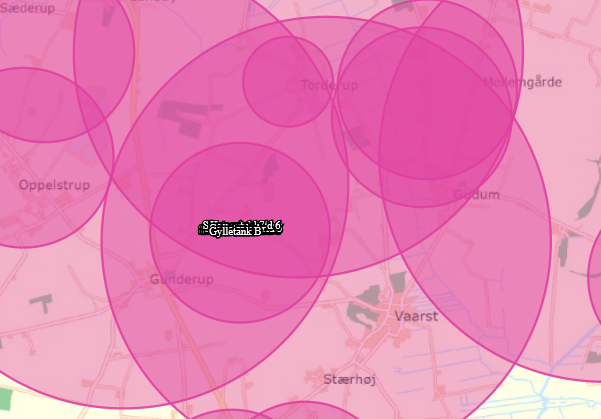 Sæderup
Torderup
Mellemgårde
Oppelstrup
Gudum
Gylletank B
Gunderup
Vaarst
Stærhøj